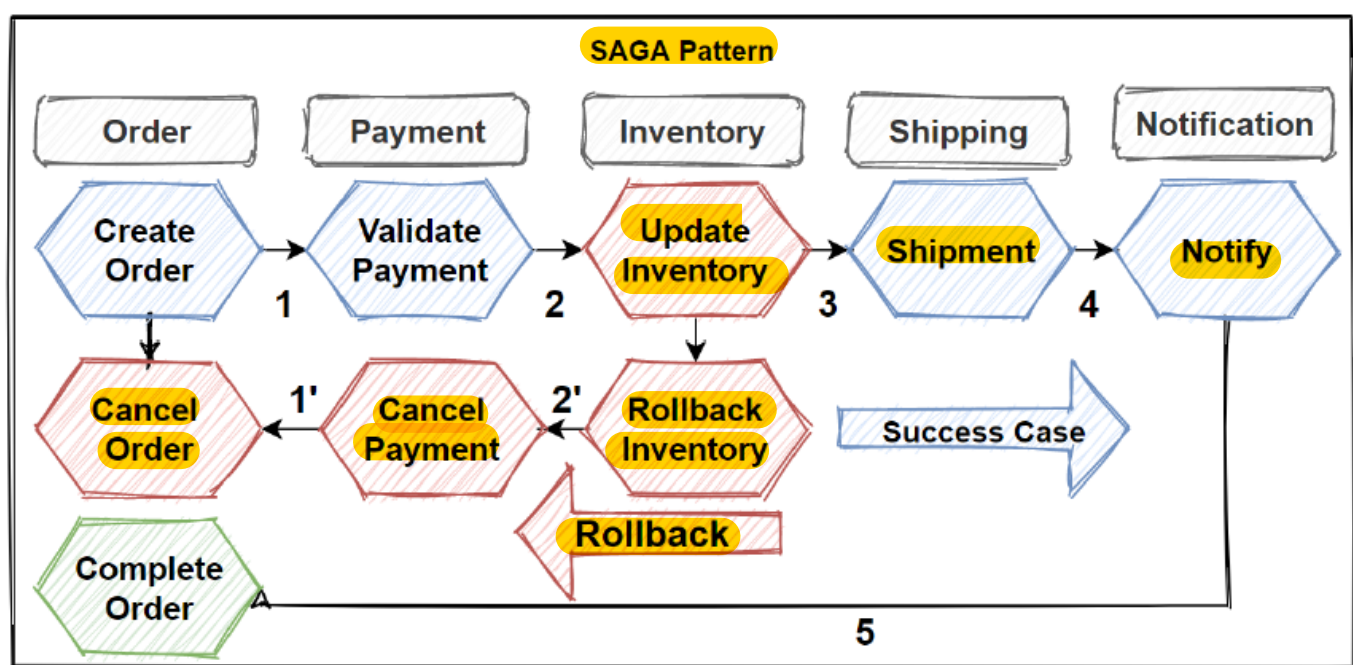 SAGA Pattern
Order
Payment
Inventory
Shipping
Notification
Create
Order
Validate
Payment
Update
Inventory
Shipment
Notify
1
2
3
4
Cancel
Order
1'
Cancel
Payment
2'
Rollback
Inventory
Success Case
Rollback
Complete
Order
5